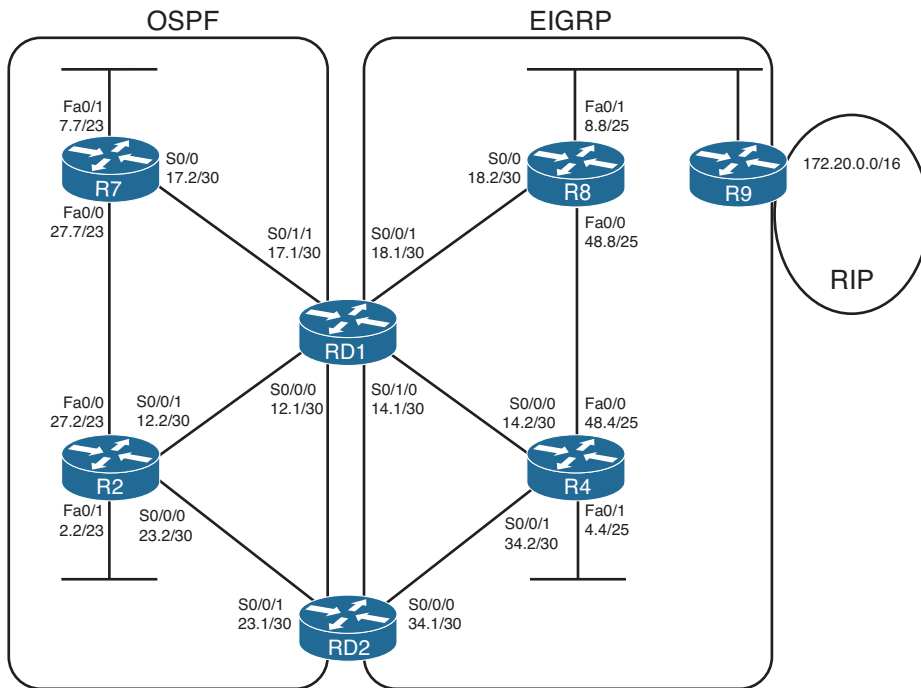 OSPF
EIGRP
Fa0/1
7.7/23
S0/0
17.2/30
R7
Fa0/0
27.7/23
S0/1/1
17.1/30
S0/0/1
18.1/30
Fa0/1
8.8/25
S0/0
18.2/30
R8
Fa0/0
48.8/25
R9
172.20.0.0/16
RIP
RD1
Fa0/0
27.2/23
S0/0/1
12.2/30
S0/0/0
12.1/30
S0/1/0
14.1/30
S0/0/0
14.2/30
Fa0/0
48.4/25
R2
Fa0/1
2.2/23
S0/0/0
23.2/30
R4
S0/0/1
34.2/30
Fa0/1
4.4/25
S0/0/1
23.1/30
S0/0/0
34.1/30
RD2